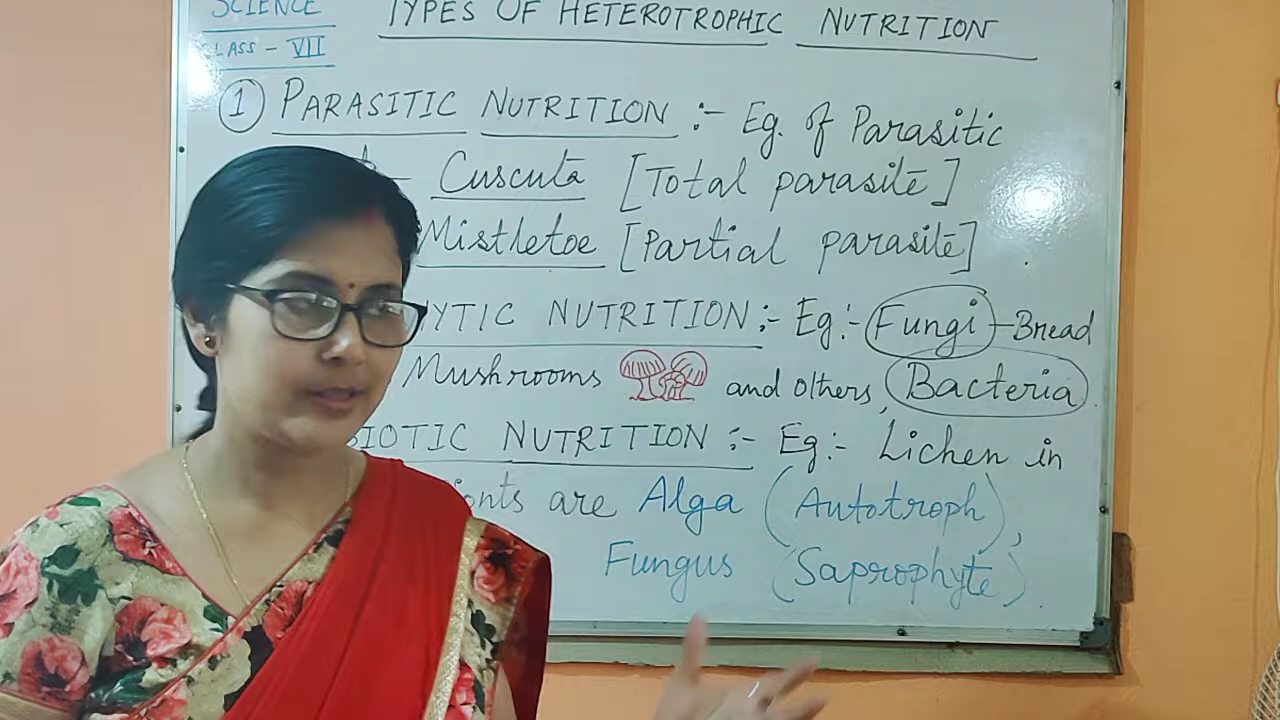 SCIENCE
CLASS - VII
TYPES OF HETEROTROPHIC NUTRITION
① PARASITIC NUTRITION :- Eg. of Parasitic
- Cuscuta [Total parasite]
Mistletoe [Partial parasite]
YTIC NUTRITION :- Eg:- Fungi - Bread
Mushrooms and others, Bacteria
BIOTIC NUTRITION :- Eg:- Lichen in
onts are Alga (Autotroph),
Fungus (Saprophyte).